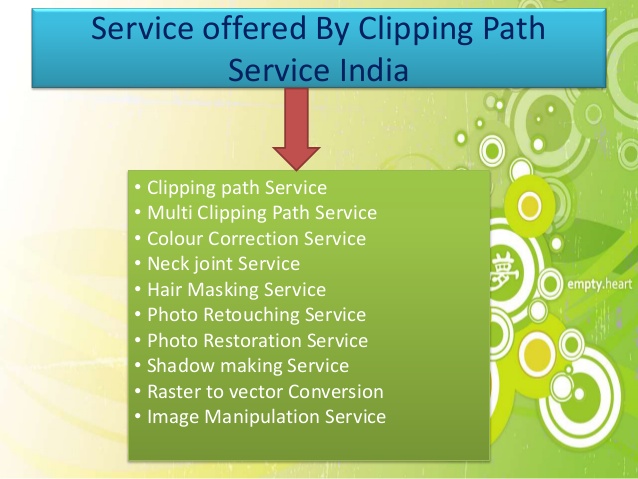 Service offered By Clipping Path
Service India
• Clipping path Service
• Multi Clipping Path Service
• Colour Correction Service
• Neck joint Service
• Hair Masking Service
• Photo Retouching Service
• Photo Restoration Service
• Shadow making Service
• Raster to vector Conversion
• Image Manipulation Service
夢
empty.heart